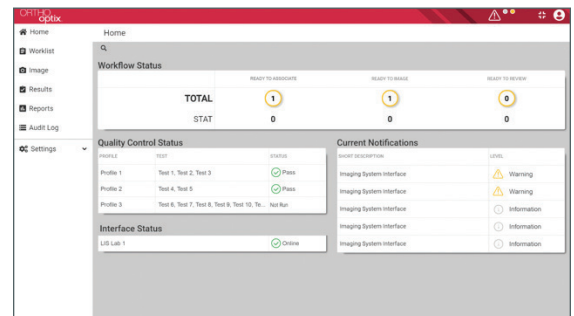 ORTHO
optix
Home
Worklist
Image
Results
Reports
Audit Log
Settings
Home
Workflow Status
READY TO ASSOCIATE READY TO IMAGE READY TO REVIEW
TOTAL 1 1 0
STAT 0 0 0
Quality Control Status
PROFILE TEST STATUS
Profile 1 Test 1, Test 2, Test 3 Pass
Profile 2 Test 4, Test 5 Pass
Profile 3 Test 6, Test 7, Test 8, Test 9, Test 10, Te... Not Run
Interface Status
LIS Lab 1 Online
Current Notifications
SHORT DESCRIPTION LEVEL
Imaging System Interface Warning
Imaging System Interface Warning
Imaging System Interface Information
Imaging System Interface Information
Imaging System Interface Information